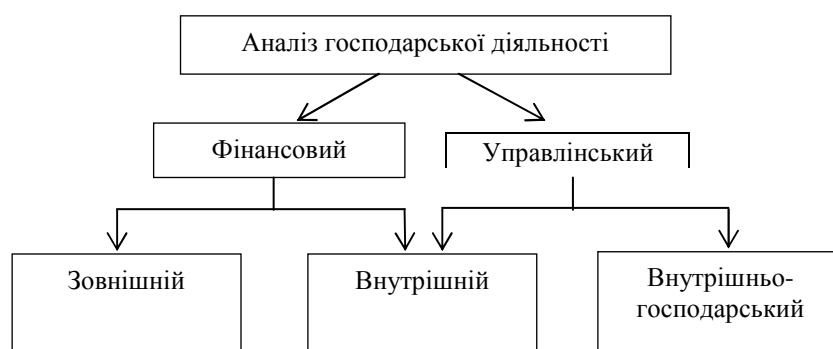 Аналіз господарської діяльності
Фінансовий
Управлінський
Зовнішній
Внутрішній
Внутрішньо-
господарський